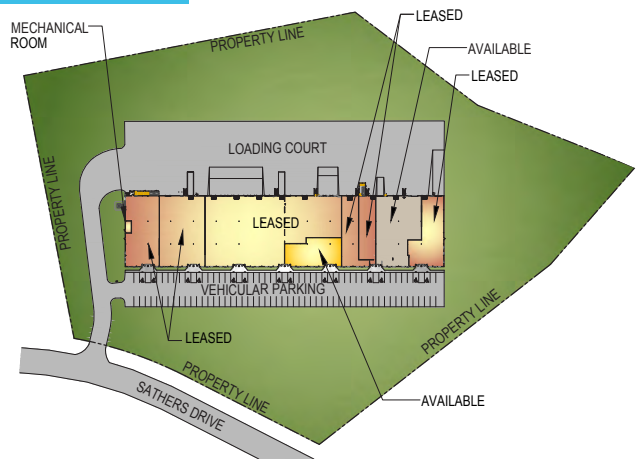 LEASED
MECHANICAL
ROOM
PROPERTY LINE
AVAILABLE
LEASED
LOADING COURT
PROPERTY LINE
LEASED
VEHICULAR PARKING
LEASED
PROPERTY LINE
PROPERTY LINE
SATHERS DRIVE
AVAILABLE